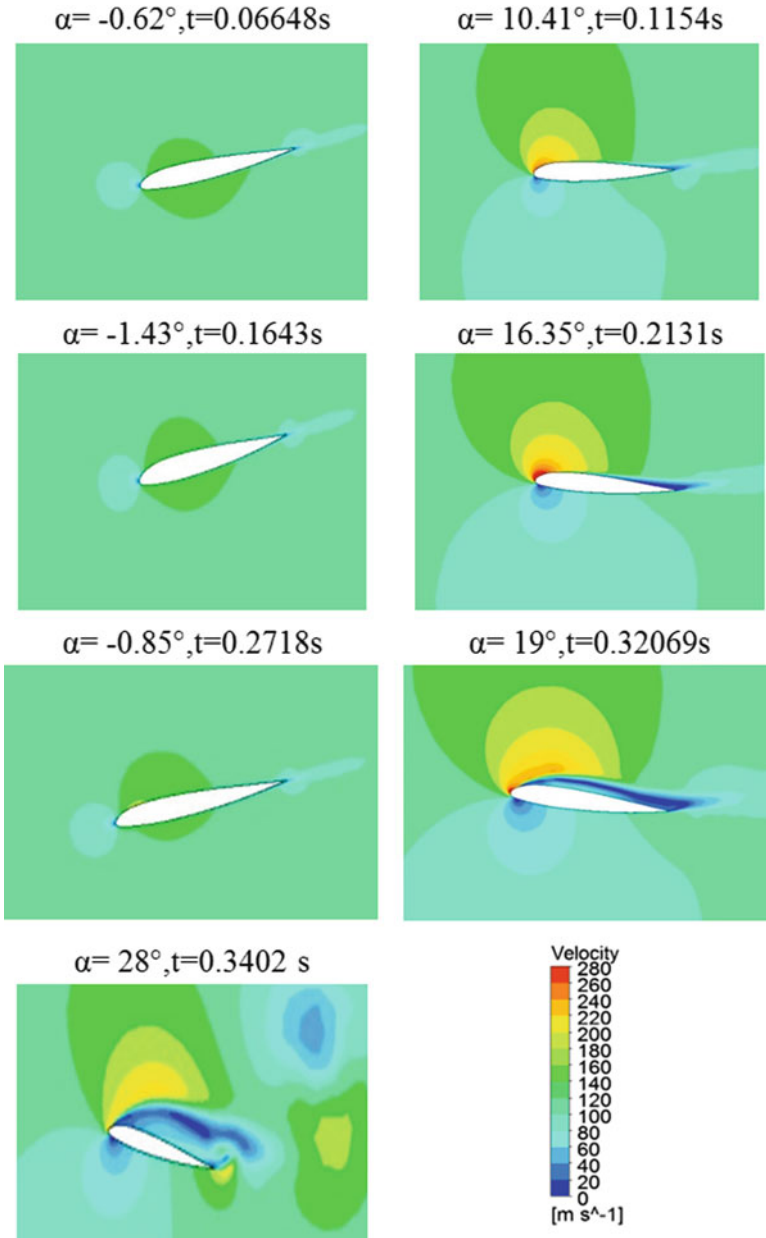 α= -0.62°,t=0.06648s
α= 10.41°,t=0.1154s
α= -1.43°,t=0.1643s
α= 16.35°,t=0.2131s
α= -0.85°,t=0.2718s
α= 19°,t=0.32069s
α= 28°,t=0.3402 s
Velocity
280
260
240
220
200
180
160
140
120
100
80
60
40
20
0
[m s^-1]